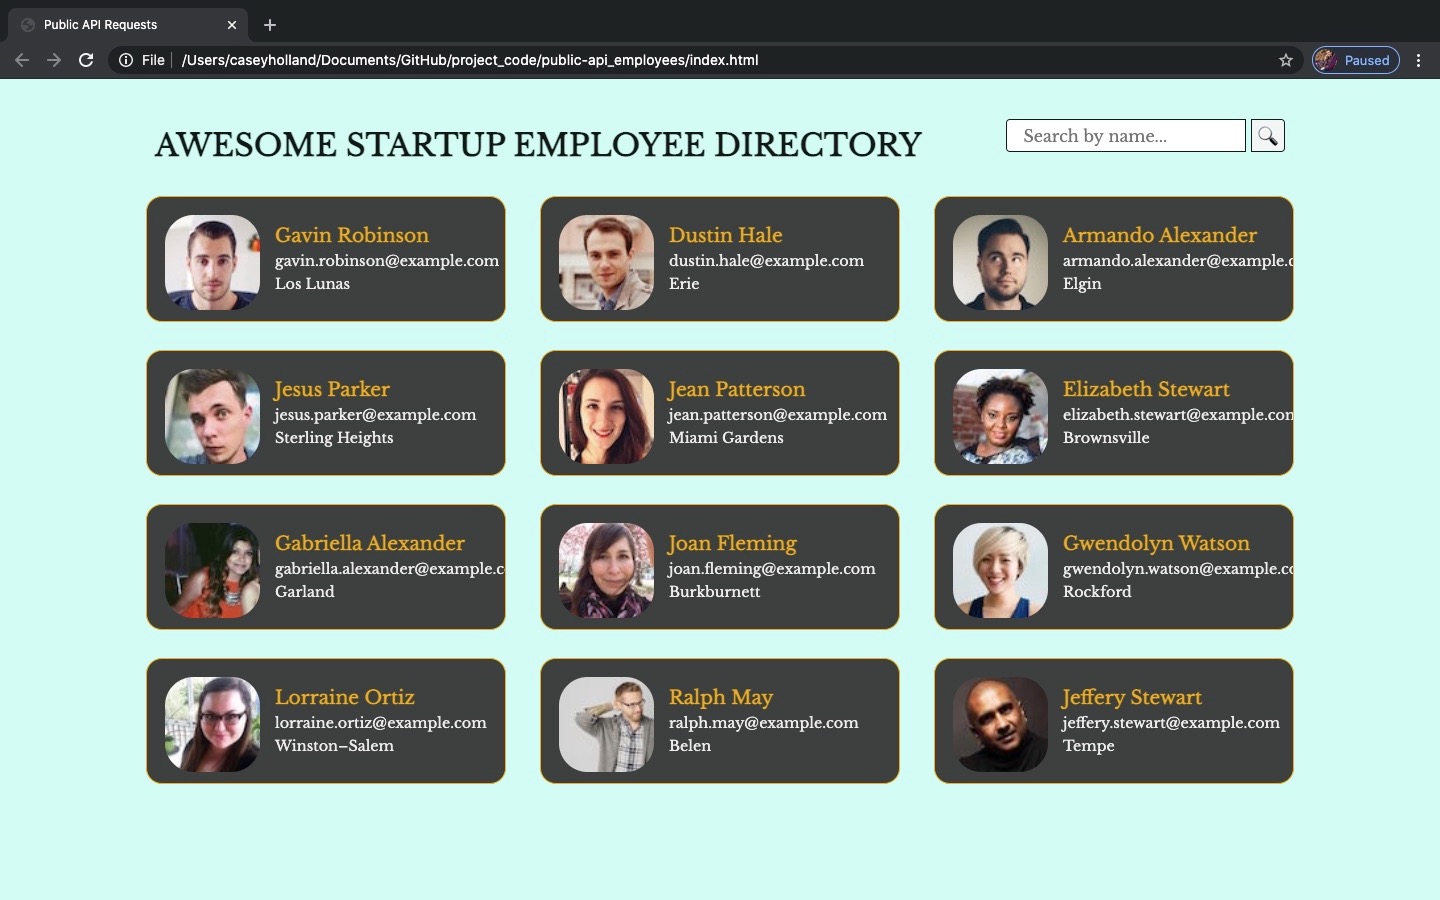 Public API Requests
File
/Users/caseyholland/Documents/GitHub/project_code/public-api_employees/index.html
Paused
AWESOME STARTUP EMPLOYEE DIRECTORY
Search by name...
Gavin Robinson
gavin.robinson@example.com
Los Lunas
Dustin Hale
dustin.hale@example.com
Erie
Armando Alexander
armando.alexander@example.c
Elgin
Jesus Parker
jesus.parker@example.com
Sterling Heights
Jean Patterson
jean.patterson@example.com
Miami Gardens
Elizabeth Stewart
elizabeth.stewart@example.com
Brownsville
Gabriella Alexander
gabriella.alexander@example.c
Garland
Joan Fleming
joan.fleming@example.com
Burkburnett
Gwendolyn Watson
gwendolyn.watson@example.co
Rockford
Lorraine Ortiz
lorraine.ortiz@example.com
Winston–Salem
Ralph May
ralph.may@example.com
Belen
Jeffery Stewart
jeffery.stewart@example.com
Tempe